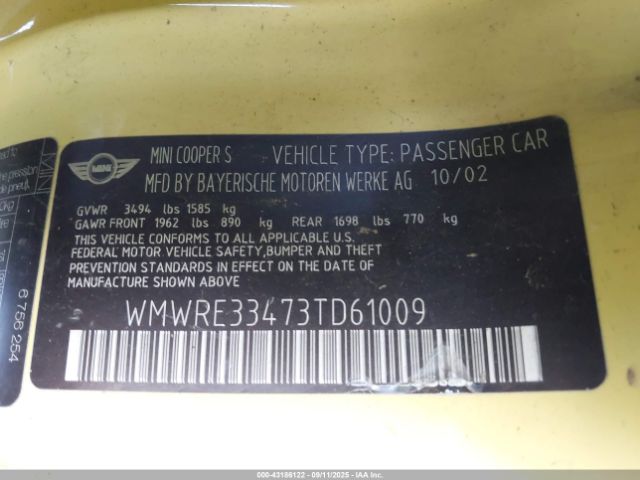 MINI
MINI COOPER S VEHICLE TYPE: PASSENGER CAR
MFD BY BAYERISCHE MOTOREN WERKE AG 10/02
GVWR 3494 lbs 1585 kg
GAWR FRONT 1962 lbs 890 kg REAR 1698 lbs 770 kg
THIS VEHICLE CONFORMS TO ALL APPLICABLE U.S.
FEDERAL MOTOR VEHICLE SAFETY,BUMPER AND THEFT
PREVENTION STANDARDS IN EFFECT ON THE DATE OF
MANUFACTURE SHOWN ABOVE.
WMWRE33473TD61009
6 756 254
000-43186122 - 09/11/2025 - IAAI.COM